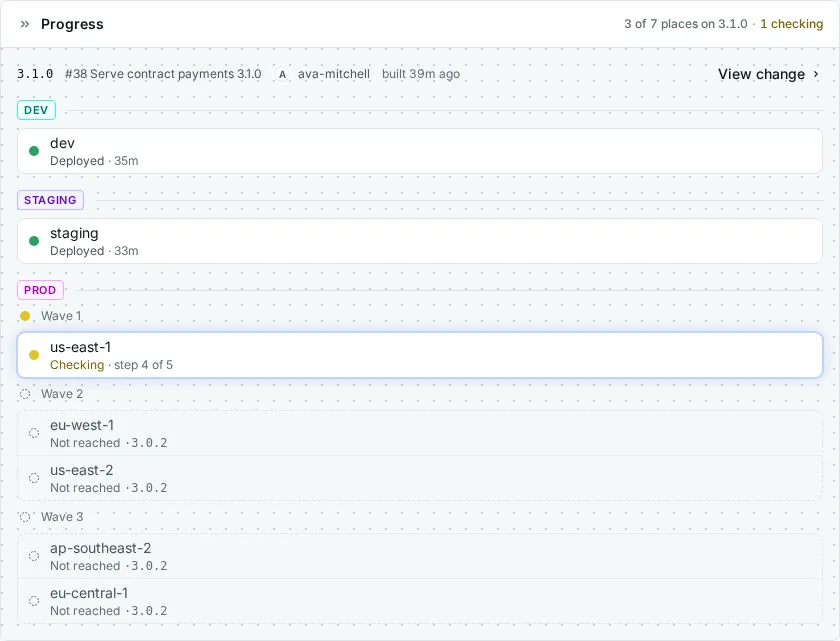 » Progress
3 of 7 places on 3.1.0 · 1 checking
3.1.0 #38 Serve contract payments 3.1.0 A ava-mitchell built 39m ago
View change ›
DEV
dev
Deployed · 35m
STAGING
staging
Deployed · 33m
PROD
Wave 1
us-east-1
Checking · step 4 of 5
Wave 2
eu-west-1
Not reached · 3.0.2
us-east-2
Not reached · 3.0.2
Wave 3
ap-southeast-2
Not reached · 3.0.2
eu-central-1
Not reached · 3.0.2